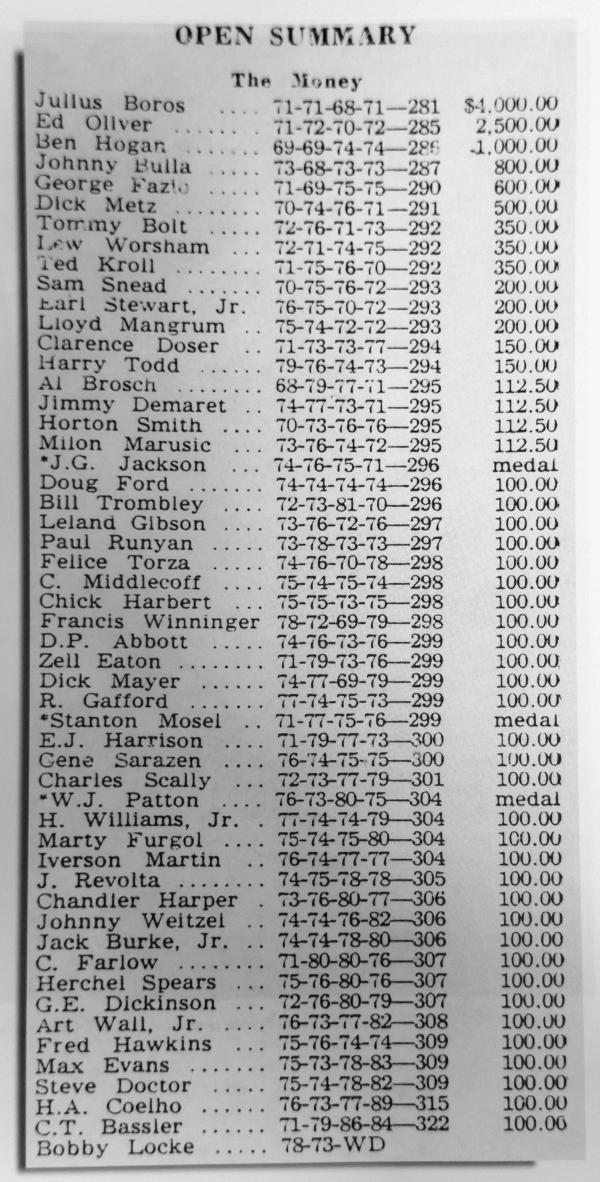 OPEN SUMMARY
The Money
Julius Boros .... 71-71-68-71—281 $4,000.00
Ed Oliver ........ 71-72-70-72—285 2,500.00
Ben Hogan ....... 69-69-74-74—286 1,000.00
Johnny Bulla ..... 73-68-73-73—287 800.00
George Fazio ..... 71-69-75-75—290 600.00
Dick Metz ........ 70-74-76-71—291 500.00
Tommy Bolt ...... 72-76-71-73—292 350.00
Lew Worsham ... 72-71-74-75—292 350.00
Ted Kroll ........ 71-75-76-70—292 350.00
Sam Snead ....... 70-75-76-72—293 200.00
Earl Stewart, Jr. 76-75-70-72—293 200.00
Lloyd Mangrum .. 75-74-72-72—293 200.00
Clarence Doser .. 71-73-73-77—294 150.00
Harry Todd ...... 79-76-74-73—294 150.00
Al Brosch ........ 68-79-77-71—295 112.50
Jimmy Demaret .. 74-77-73-71—295 112.50
Horton Smith .... 70-73-76-76—295 112.50
Milon Marusic ... 73-76-74-72—295 112.50
*J.G. Jackson ... 74-76-75-71—296 medal
Doug Ford ....... 74-74-74-74—296 100.00
Bill Trombley .... 72-73-81-70—296 100.00
Leland Gibson .... 73-76-72-76—297 100.00
Paul Runyan ..... 73-78-73-73—297 100.00
Felice Torza ..... 74-76-70-78—298 100.00
C. Middlecoff .... 75-74-75-74—298 100.00
Chick Harbert ... 75-75-73-75—298 100.00
Francis Winninger 78-72-69-79—298 100.00
D.P. Abbott ..... 74-76-73-76—299 100.00
Zell Eaton ........ 71-79-73-76—299 100.00
Dick Mayer ...... 74-77-69-79—299 100.00
R. Gafford ....... 77-74-75-73—299 100.00
*Stanton Mosel .. 71-77-75-76—299 medal
E.J. Harrison .... 71-79-77-73—300 100.00
Gene Sarazen .... 76-74-75-75—300 100.00
Charles Scally ... 72-73-77-79—301 100.00
*W.J. Patton .... 76-73-80-75—304 medal
H. Williams, Jr. . 77-74-74-79—304 100.00
Marty Furgol .... 75-74-75-80—304 100.00
Iverson Martin .. 76-74-77-77—304 100.00
J. Revolta ........ 74-75-78-78—305 100.00
Chandler Harper . 73-76-80-77—306 100.00
Johnny Weitzel .. 74-74-76-82—306 100.00
Jack Burke, Jr. .. 74-74-78-80—306 100.00
C. Farlow ........ 71-80-80-76—307 100.00
Herchel Spears ... 75-76-80-76—307 100.00
G.E. Dickinson ... 72-76-80-79—307 100.00
Art Wall, Jr. .... 76-73-77-82—308 100.00
Fred Hawkins ... 75-76-74-74—309 100.00
Max Evans ....... 75-73-78-83—309 100.00
Steve Doctor ..... 75-74-78-82—309 100.00
H.A. Coelho ...... 76-73-77-89—315 100.00
C.T. Bassler ...... 71-79-86-84—322 100.00
Bobby Locke ..... 78-73-WD